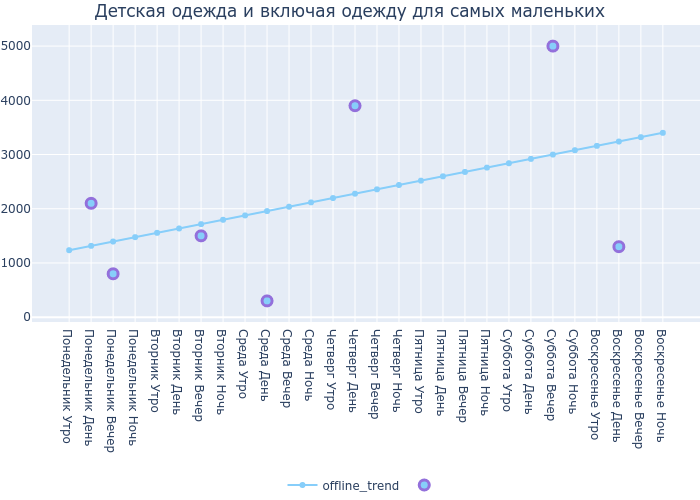 Детская одежда и включая одежду для самых маленьких
5000
4000
3000
2000
1000
0
Понедельник Утро
Понедельник День
Понедельник Вечер
Понедельник Ночь
Вторник Утро
Вторник День
Вторник Вечер
Вторник Ночь
Среда Утро
Среда День
Среда Вечер
Среда Ночь
Четверг Утро
Четверг День
Четверг Вечер
Четверг Ночь
Пятница Утро
Пятница День
Пятница Вечер
Пятница Ночь
Суббота Утро
Суббота День
Суббота Вечер
Суббота Ночь
Воскресенье Утро
Воскресенье День
Воскресенье Вечер
Воскресенье Ночь
offline_trend